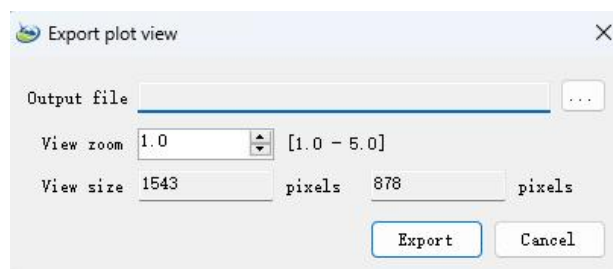 Export plot view
Output file ...
View zoom 1.0 [1.0 - 5.0]
View size 1543 pixels 878 pixels
Export Cancel